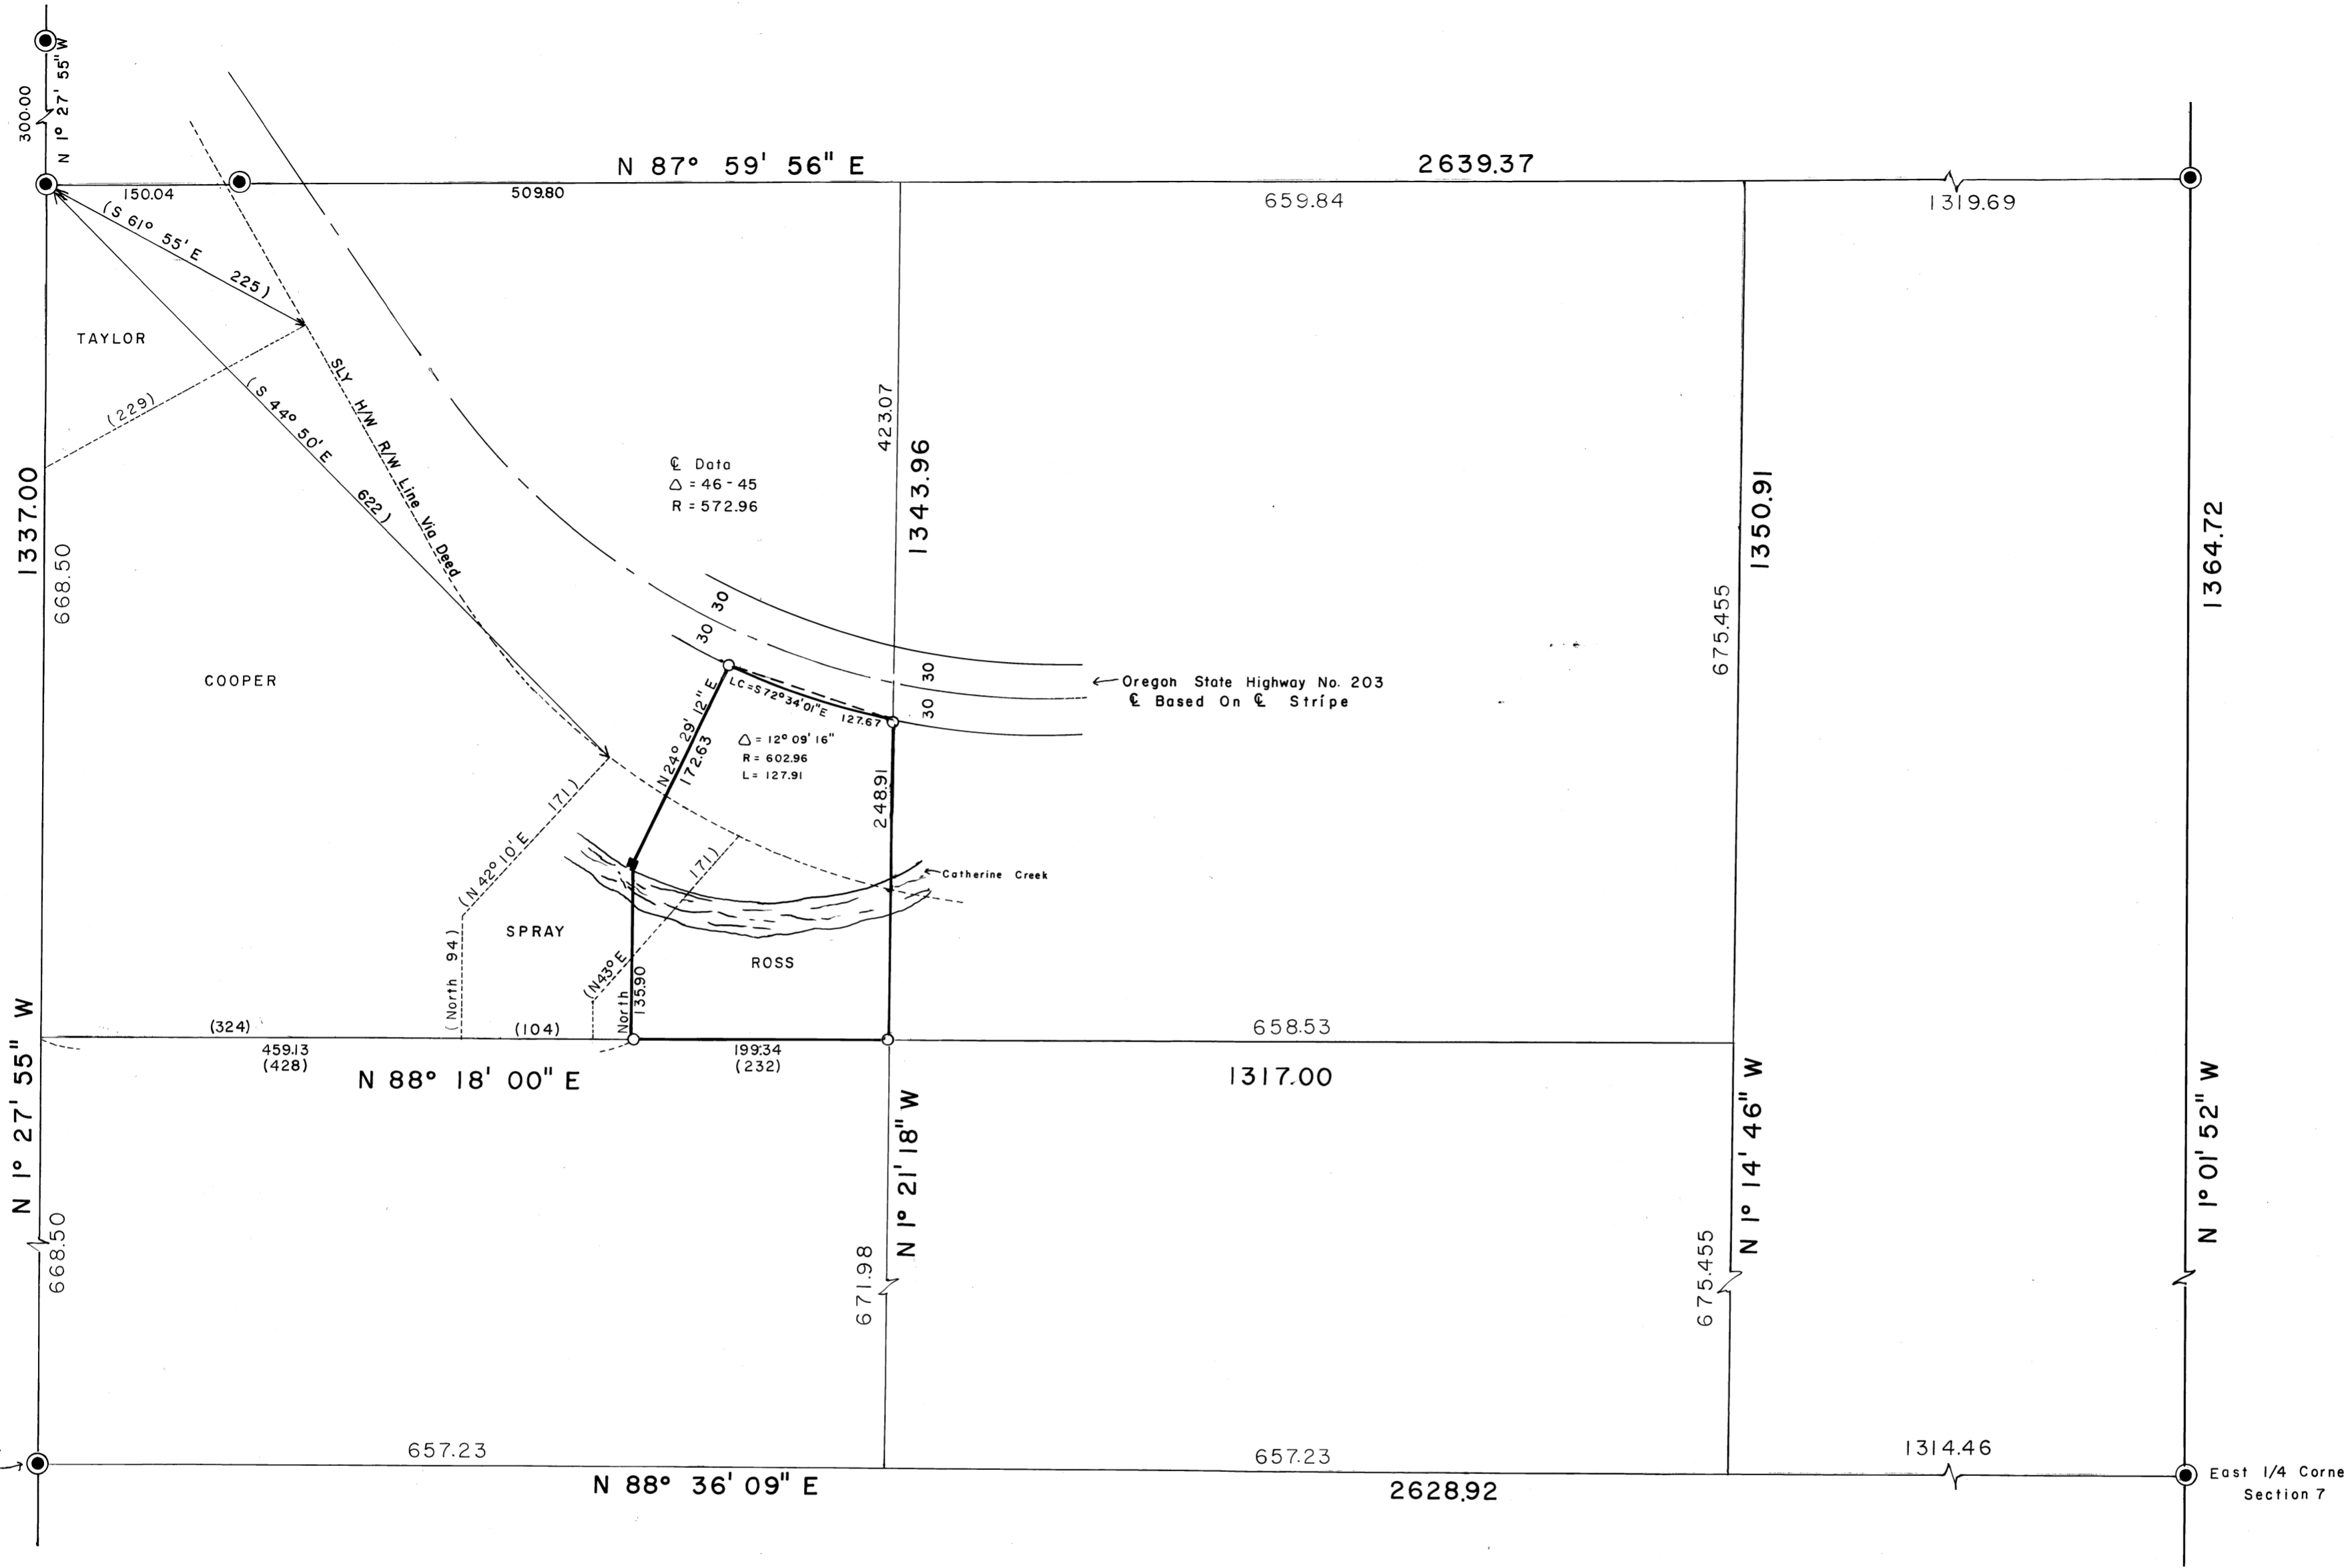 300.00
N 1° 27' 55" W
N 87° 59' 56" E
2639.37
150.04
509.80
659.84
1319.69
(S 61° 55' E 225)
TAYLOR
(229)
(S 44° 50' E 622)
SLY H/W R/W Line Via Deed
℄ Data
△ = 46-45
R = 572.96
423.07
1343.96
1337.00
668.50
1350.91
675.455
1364.72
COOPER
30
30
30
30
Oregon State Highway No. 203
℄ Based On ℄ Stripe
LC = S 72° 34' 01" E 127.67
N 24° 29' 12" E
172.63
△ = 12° 09' 16"
R = 602.96
L = 127.91
248.91
(N 42° 10' E 171)
Catherine Creek
SPRAY
(N 43° E 171)
ROSS
(North 94)
North
135.90
(324)
(104)
459.13
(428)
199.34
(232)
658.53
N 88° 18' 00" E
1317.00
N 1° 27' 55" W
N 1° 21' 18" W
N 1° 14' 46" W
N 1° 01' 52" W
668.50
671.98
675.455
657.23
657.23
1314.46
N 88° 36' 09" E
2628.92
East 1/4 Corne
Section 7